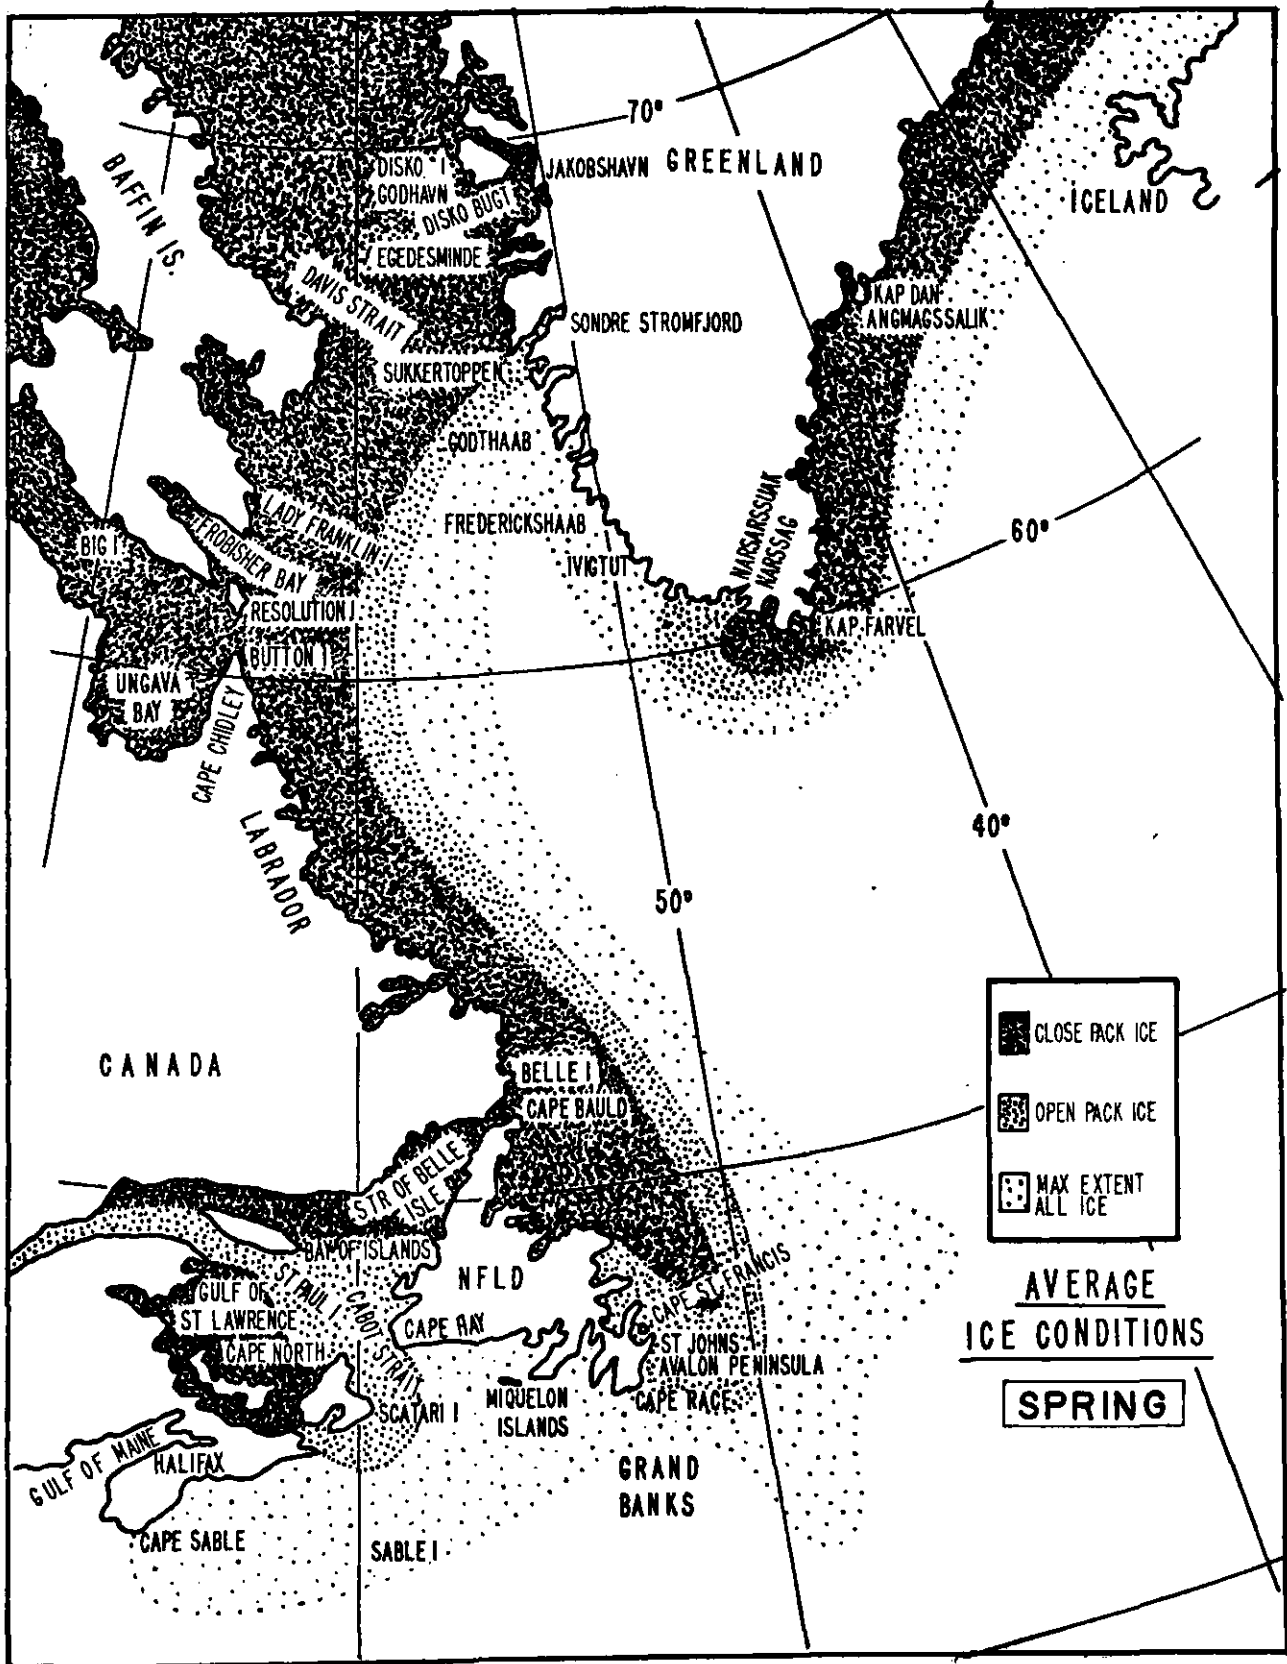 70°
BAFFIN IS.
DISKO I
GODHAVN
DISKO BUGT
JAKOBSHAVN
GREENLAND
ICELAND
EGEDESMINDE
DAVIS STRAIT
KAP DAN
ANGMAGSSALIK
SONDRE STROMFJORD
SUKKERTOPPEN
GODTHAAB
LADY FRANKLIN I
FREDERICKSHAAB
NARSARSSUAK
NARSSAG
60°
BIG I
FROBISHER BAY
IVIGTUT
RESOLUTION I
KAP FARVEL
BUTTON I
UNGAVA
BAY
CAPE CHIDLEY
LABRADOR
40°
50°
CANADA
BELLE I
CAPE BAULD
CLOSE PACK ICE
OPEN PACK ICE
MAX EXTENT
ALL ICE
STR OF BELLE
ISLE
BAY OF ISLANDS
NFLD
ST PAUL I
CABOT STRAIT
GULF OF
ST LAWRENCE
CAPE NORTH
CAPE RAY
CAPE ST. FRANCIS
ST JOHNS
AVALON PENINSULA
CAPE RACE
SCATARI I
MIQUELON
ISLANDS
GULF OF MAINE
HALIFAX
GRAND
BANKS
CAPE SABLE
SABLE I
AVERAGE
ICE CONDITIONS
SPRING